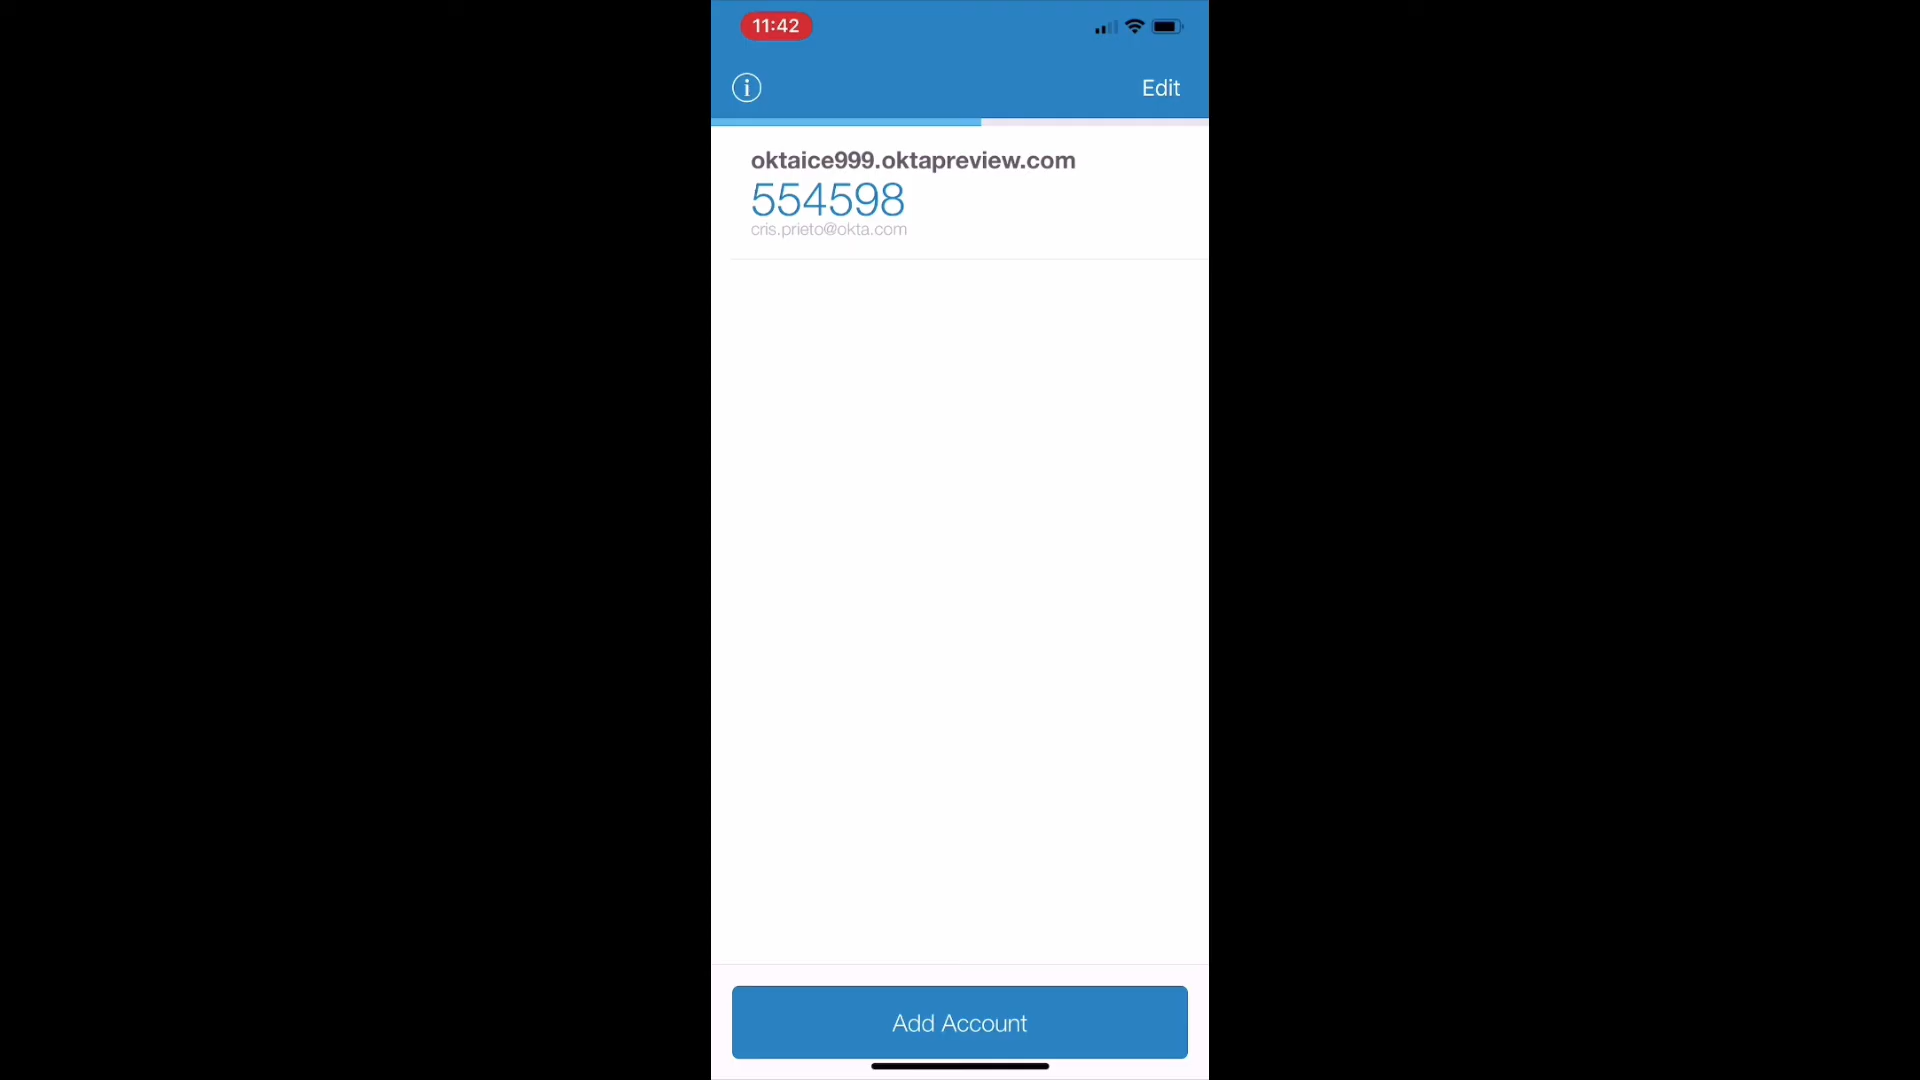 11:42
i
Edit
oktaice999.oktapreview.com
554598
cris.prieto@okta.com
Add Account